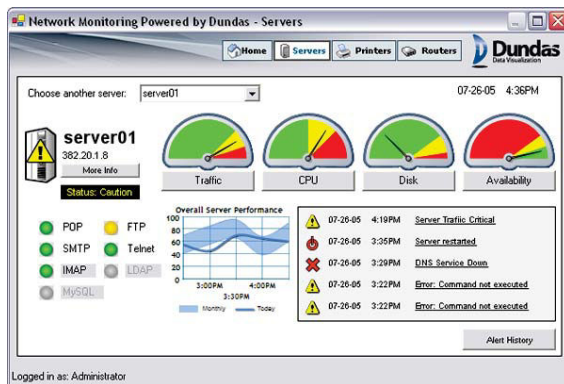 Network Monitoring Powered by Dundas - Servers
Home Servers Printers Routers
Dundas
Data Visualization
Choose another server: server01
07-26-05 4:36PM
server01
382.20.1.8
More Info
Status: Caution
Traffic CPU Disk Availability
POP FTP
SMTP Telnet
IMAP LDAP
MySQL
Overall Server Performance
100
80
60
40
20
0
3:00PM 4:00PM
3:30PM
Monthly Today
07-26-05 4:19PM Server Traffic Critical
07-26-05 3:35PM Server restarted
07-26-05 3:29PM DNS Service Down
07-26-05 3:22PM Error: Command not executed
07-26-05 3:22PM Error: Command not executed
Alert History
Logged in as: Administrator